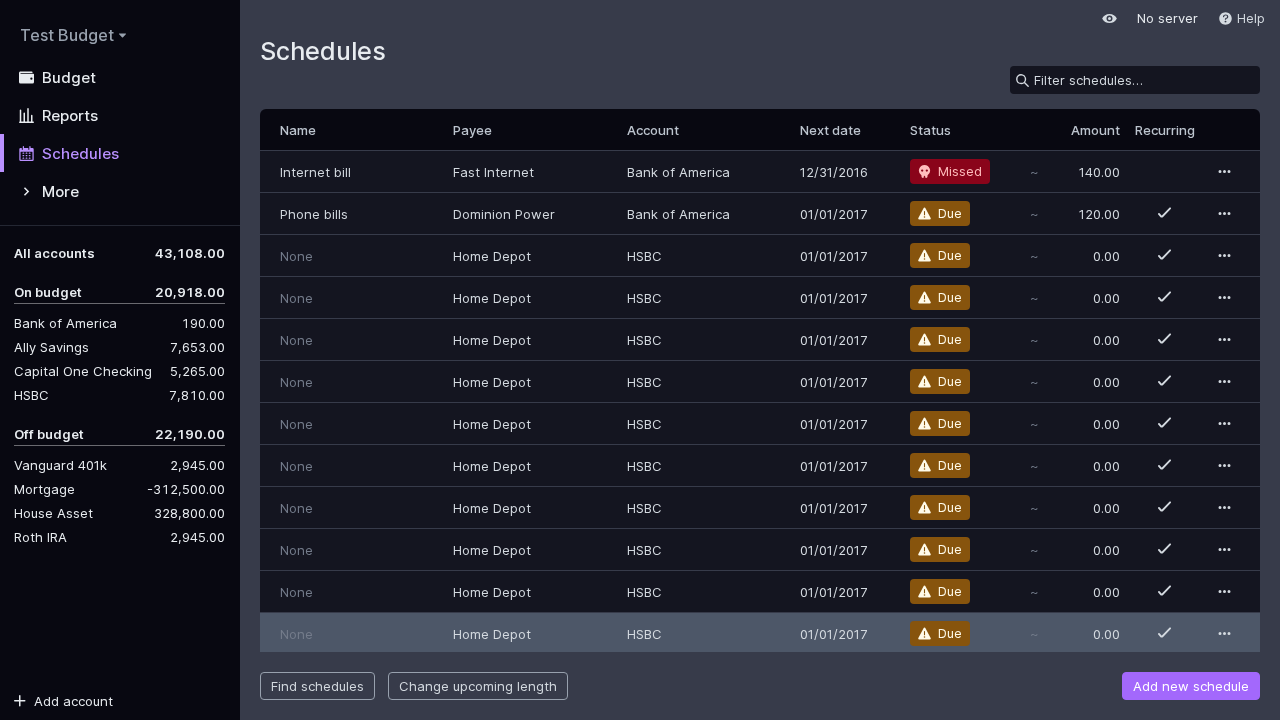 Test Budget
No server
Help
Budget
Reports
Schedules
More
All accounts 43,108.00
On budget 20,918.00
Bank of America 190.00
Ally Savings 7,653.00
Capital One Checking 5,265.00
HSBC 7,810.00
Off budget 22,190.00
Vanguard 401k 2,945.00
Mortgage -312,500.00
House Asset 328,800.00
Roth IRA 2,945.00
Add account
Schedules
Filter schedules…
Name Payee Account Next date Status Amount Recurring
Internet bill Fast Internet Bank of America 12/31/2016 Missed ~ 140.00
Phone bills Dominion Power Bank of America 01/01/2017 Due ~ 120.00
None Home Depot HSBC 01/01/2017 Due ~ 0.00
None Home Depot HSBC 01/01/2017 Due ~ 0.00
None Home Depot HSBC 01/01/2017 Due ~ 0.00
None Home Depot HSBC 01/01/2017 Due ~ 0.00
None Home Depot HSBC 01/01/2017 Due ~ 0.00
None Home Depot HSBC 01/01/2017 Due ~ 0.00
None Home Depot HSBC 01/01/2017 Due ~ 0.00
None Home Depot HSBC 01/01/2017 Due ~ 0.00
None Home Depot HSBC 01/01/2017 Due ~ 0.00
None Home Depot HSBC 01/01/2017 Due ~ 0.00
Find schedules
Change upcoming length
Add new schedule